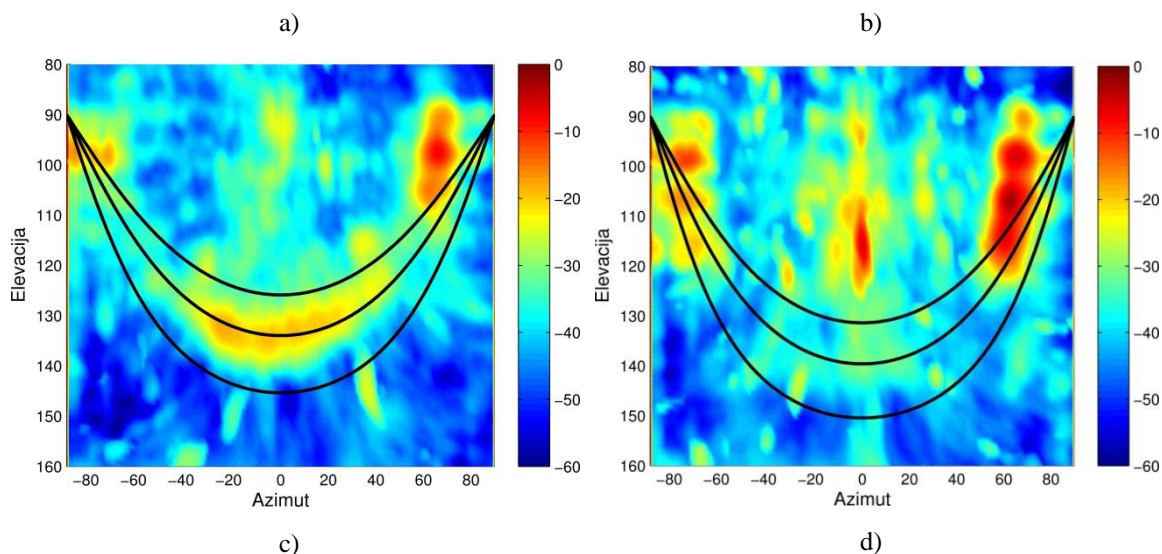 a) b)
80 0 80 0
90 90
-10 -10
100 100
110 -20 110 -20
Elevacija Elevacija
120 -30 120 -30
130 130
-40 -40
140 140
150 -50 150 -50
160 -60 160 -60
−80 −60 −40 −20 0 20 40 60 80 −80 −60 −40 −20 0 20 40 60 80
Azimut Azimut
c) d)